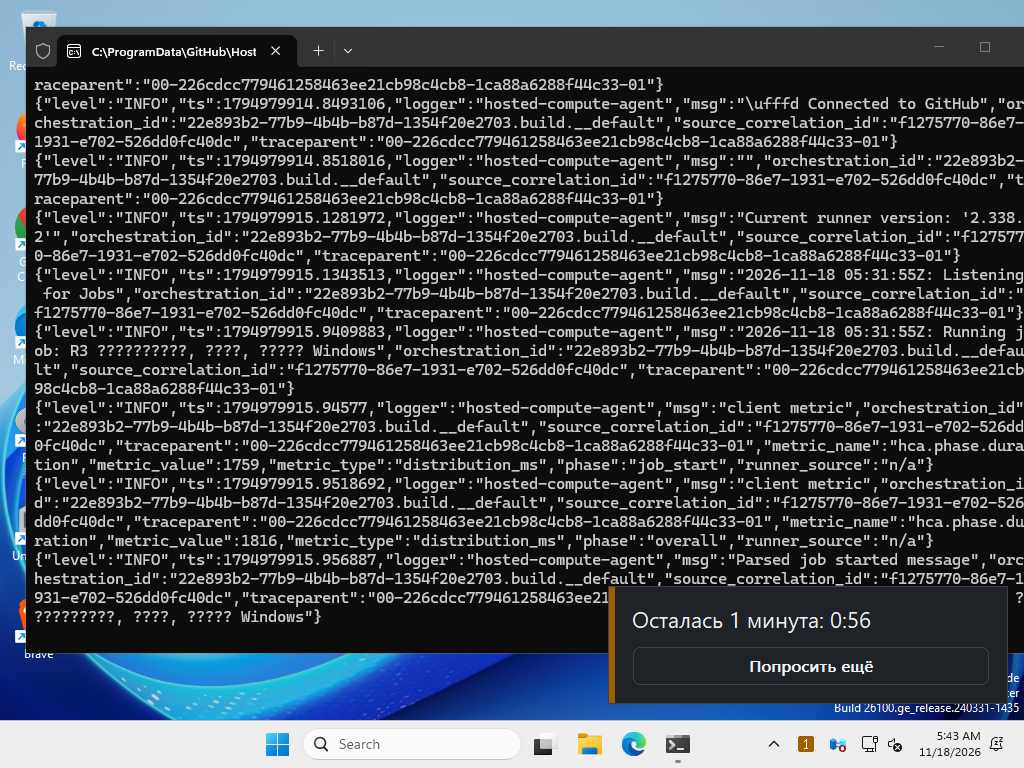 C:\ProgramData\GitHub\Host
raceparent":"00-226cdcc779461258463ee21cb98c4cb8-1ca88a6288f44c33-01"}
{"level":"INFO","ts":1794979914.8493106,"logger":"hosted-compute-agent","msg":"\ufffd Connected to GitHub","or
chestration_id":"22e893b2-77b9-4b4b-b87d-1354f20e2703.build.__default","source_correlation_id":"f1275770-86e7-
1931-e702-526dd0fc40dc","traceparent":"00-226cdcc779461258463ee21cb98c4cb8-1ca88a6288f44c33-01"}
{"level":"INFO","ts":1794979914.8518016,"logger":"hosted-compute-agent","msg":"","orchestration_id":"22e893b2-
77b9-4b4b-b87d-1354f20e2703.build.__default","source_correlation_id":"f1275770-86e7-1931-e702-526dd0fc40dc","t
raceparent":"00-226cdcc779461258463ee21cb98c4cb8-1ca88a6288f44c33-01"}
{"level":"INFO","ts":1794979915.1281972,"logger":"hosted-compute-agent","msg":"Current runner version: '2.338.
2'","orchestration_id":"22e893b2-77b9-4b4b-b87d-1354f20e2703.build.__default","source_correlation_id":"f127577
0-86e7-1931-e702-526dd0fc40dc","traceparent":"00-226cdcc779461258463ee21cb98c4cb8-1ca88a6288f44c33-01"}
{"level":"INFO","ts":1794979915.1343513,"logger":"hosted-compute-agent","msg":"2026-11-18 05:31:55Z: Listening
for Jobs","orchestration_id":"22e893b2-77b9-4b4b-b87d-1354f20e2703.build.__default","source_correlation_id":"
f1275770-86e7-1931-e702-526dd0fc40dc","traceparent":"00-226cdcc779461258463ee21cb98c4cb8-1ca88a6288f44c33-01"}
{"level":"INFO","ts":1794979915.9409883,"logger":"hosted-compute-agent","msg":"2026-11-18 05:31:55Z: Running j
ob: R3 ??????????, ????, ????? Windows","orchestration_id":"22e893b2-77b9-4b4b-b87d-1354f20e2703.build.__defau
lt","source_correlation_id":"f1275770-86e7-1931-e702-526dd0fc40dc","traceparent":"00-226cdcc779461258463ee21cb
98c4cb8-1ca88a6288f44c33-01"}
{"level":"INFO","ts":1794979915.94577,"logger":"hosted-compute-agent","msg":"client metric","orchestration_id"
:"22e893b2-77b9-4b4b-b87d-1354f20e2703.build.__default","source_correlation_id":"f1275770-86e7-1931-e702-526dd
0fc40dc","traceparent":"00-226cdcc779461258463ee21cb98c4cb8-1ca88a6288f44c33-01","metric_name":"hca.phase.dura
tion","metric_value":1759,"metric_type":"distribution_ms","phase":"job_start","runner_source":"n/a"}
{"level":"INFO","ts":1794979915.9518692,"logger":"hosted-compute-agent","msg":"client metric","orchestration_i
d":"22e893b2-77b9-4b4b-b87d-1354f20e2703.build.__default","source_correlation_id":"f1275770-86e7-1931-e702-526
dd0fc40dc","traceparent":"00-226cdcc779461258463ee21cb98c4cb8-1ca88a6288f44c33-01","metric_name":"hca.phase.du
ration","metric_value":1816,"metric_type":"distribution_ms","phase":"overall","runner_source":"n/a"}
{"level":"INFO","ts":1794979915.956887,"logger":"hosted-compute-agent","msg":"Parsed job started message","orc
hestration_id":"22e893b2-77b9-4b4b-b87d-1354f20e2703.build.__default","source_correlation_id":"f1275770-86e7-1
931-e702-526dd0fc40dc","traceparent":"00-226cdcc779461258463ee21 ?
?????????, ????, ????? Windows"}
Осталась 1 минута: 0:56
Попросить ещё
Brave
Build 26100.ge_release.240331-1435
Search
1
5:43 AM
11/18/2026